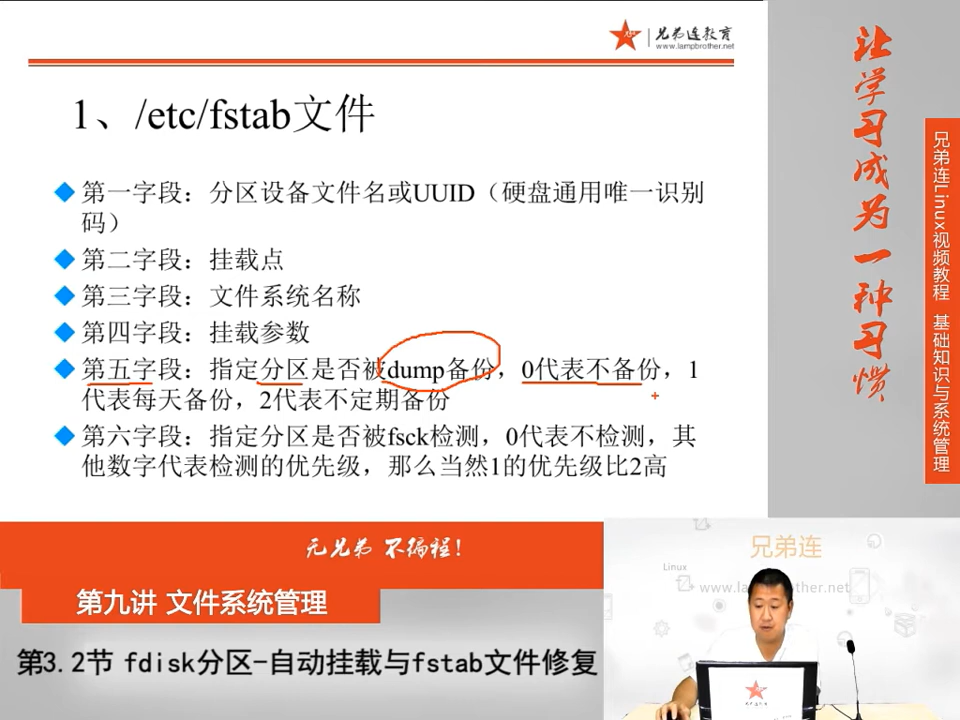 兄弟连教育
www.lampbrother.net
1、/etc/fstab文件
第一字段：分区设备文件名或UUID（硬盘通用唯一识别
码）
第二字段：挂载点
第三字段：文件系统名称
第四字段：挂载参数
第五字段：指定分区是否被dump备份，0代表不备份，1
代表每天备份，2代表不定期备份
第六字段：指定分区是否被fsck检测，0代表不检测，其
他数字代表检测的优先级，那么当然1的优先级比2高
让学习成为一种习惯
兄弟连Linux视频教程 基础知识与系统管理
无兄弟 不编程！
第九讲 文件系统管理
第3.2节 fdisk分区-自动挂载与fstab文件修复
兄弟连
Linux